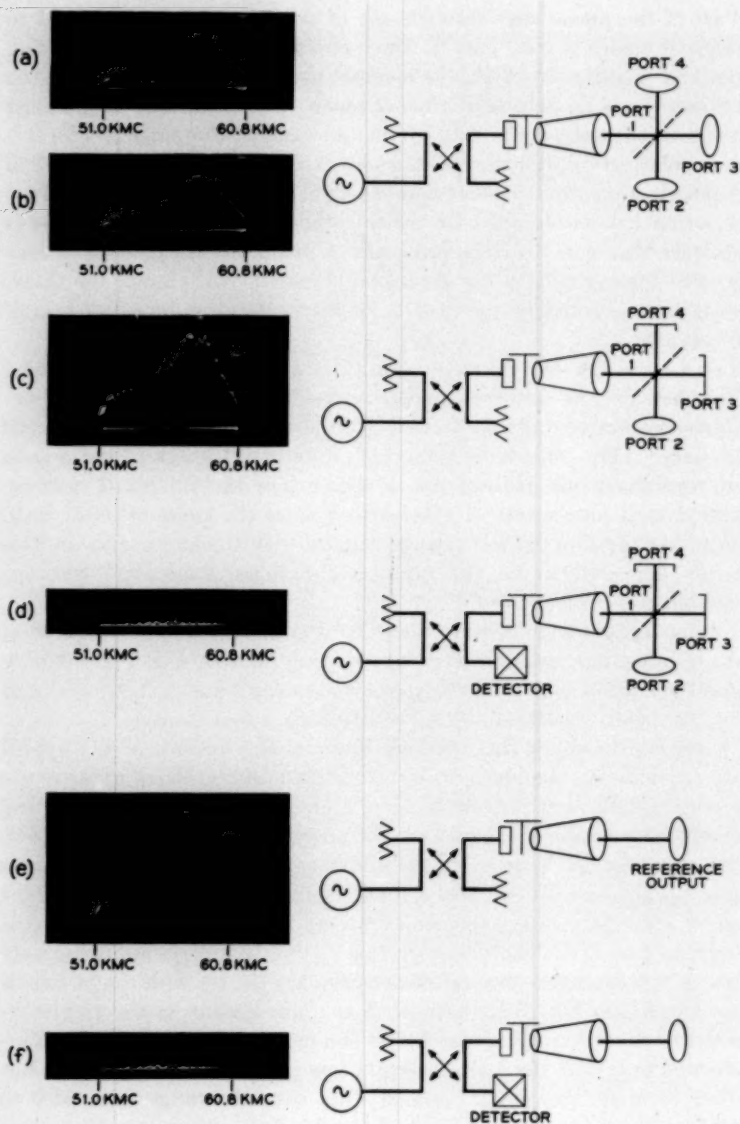 (a)
51.0 KMC 60.8 KMC
PORT 4
PORT 1
PORT 3
PORT 2
(b)
51.0 KMC 60.8 KMC
(c)
51.0 KMC 60.8 KMC
PORT 4
PORT 1
PORT 3
PORT 2
(d)
51.0 KMC 60.8 KMC
PORT 4
PORT 1
PORT 3
PORT 2
DETECTOR
(e)
51.0 KMC 60.8 KMC
REFERENCE
OUTPUT
(f)
51.0 KMC 60.8 KMC
DETECTOR